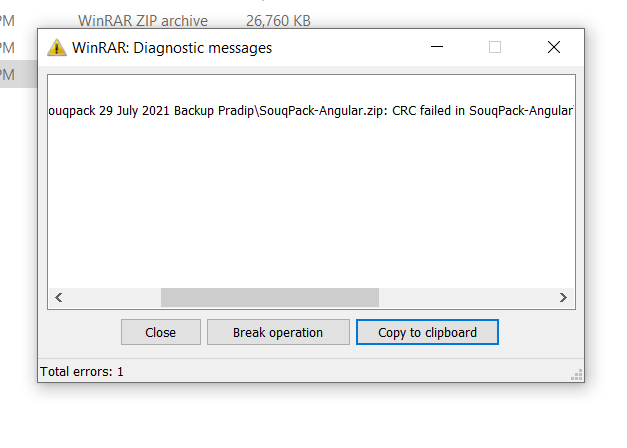 PM WinRAR ZIP archive 26,760 KB
PM
PM
WinRAR: Diagnostic messages
ouqpack 29 July 2021 Backup Pradip\SouqPack-Angular.zip: CRC failed in SouqPack-Angular
Close Break operation Copy to clipboard
Total errors: 1